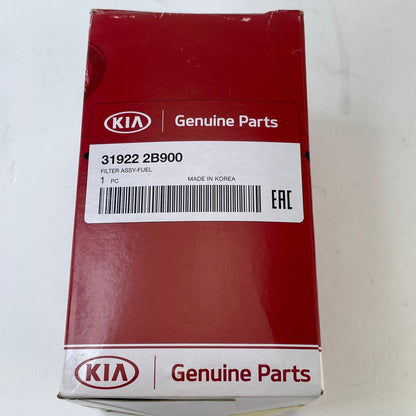 KIA Genuine Parts
31922 2B900
FILTER ASSY-FUEL
1 PC MADE IN KOREA
EAC
KIA Genuine Parts